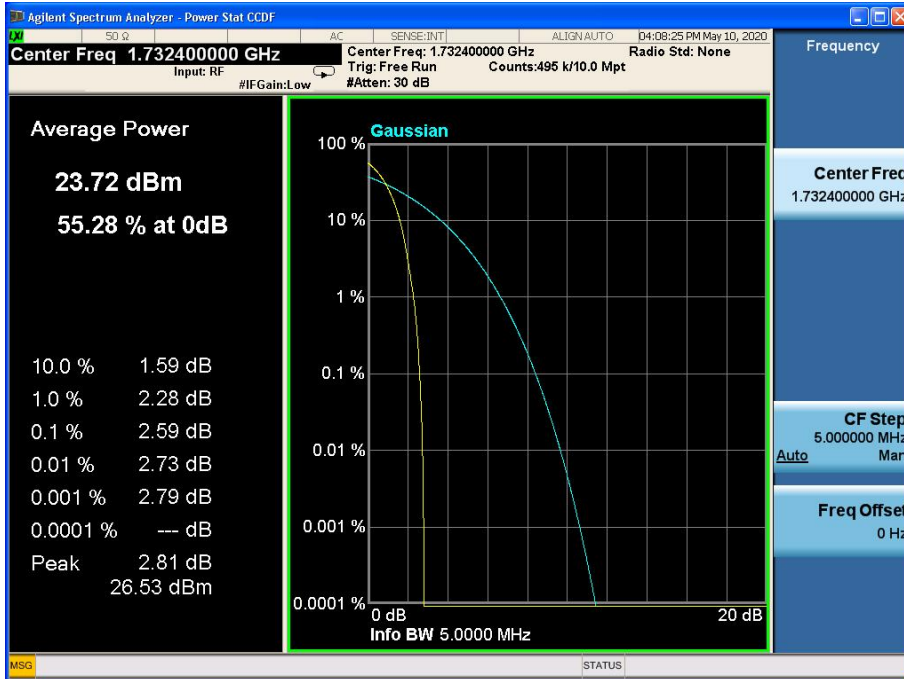 Agilent Spectrum Analyzer - Power Stat CCDF
LXI 50 Ω AC SENSE:INT ALIGN AUTO 04:08:25 PM May 10, 2020
Center Freq 1.732400000 GHz
Input: RF
#IFGain:Low
Center Freq: 1.732400000 GHz
Trig: Free Run
#Atten: 30 dB
Counts:495 k/10.0 Mpt
Radio Std: None
Average Power
23.72 dBm
55.28 % at 0dB
10.0 % 1.59 dB
1.0 % 2.28 dB
0.1 % 2.59 dB
0.01 % 2.73 dB
0.001 % 2.79 dB
0.0001 % --- dB
Peak 2.81 dB
26.53 dBm
Gaussian
100 %
10 %
1 %
0.1 %
0.01 %
0.001 %
0.0001 %
0 dB 20 dB
Info BW 5.0000 MHz
Frequency
Center Freq
1.732400000 GHz
CF Step
5.000000 MHz
Auto Man
Freq Offset
0 Hz
MSG STATUS